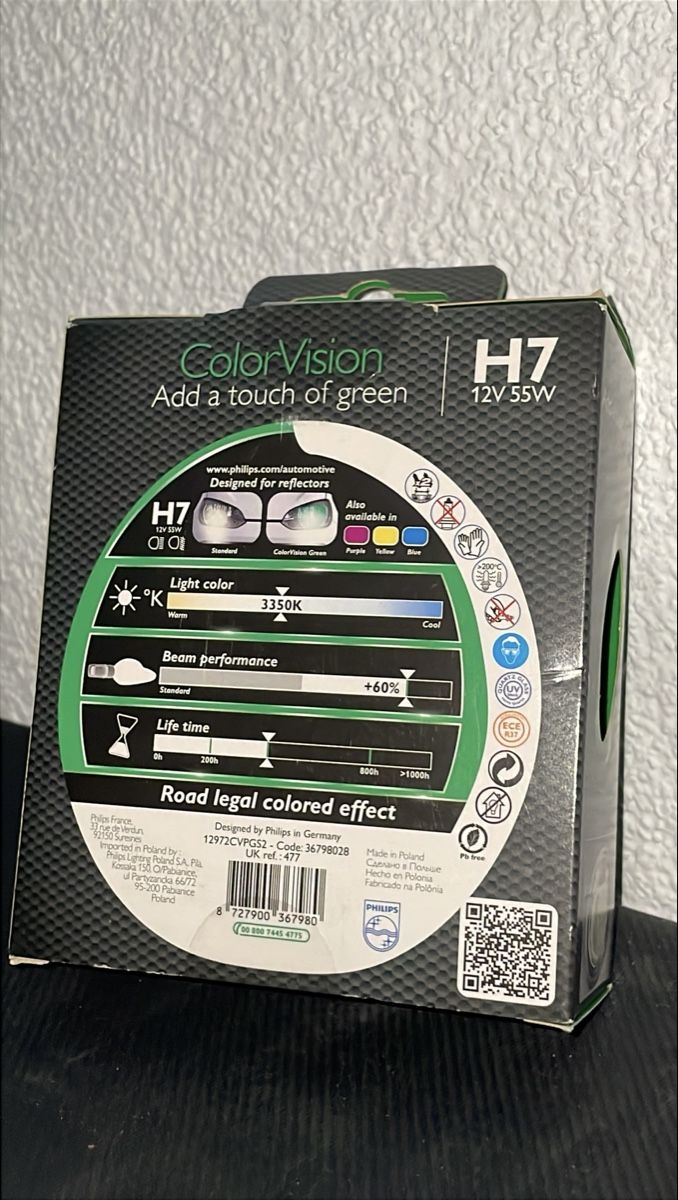 ColorVision
Add a touch of green
H7
12V 55W
www.philips.com/automotive
Designed for reflectors
H7
12V 55W
Standard
ColorVision Green
Also
available in
Purple
Yellow
Blue
Light color
°K
3350K
Warm
Cool
Beam performance
Standard
+60%
Life time
0h
200h
800h
>1000h
>200°C
QUARTZ GLASS
UV
ECE
R37
Pb free
Road legal colored effect
Philips France,
33 rue de Verdun,
92150 Suresnes
Imported in Poland by:
Philips Lighting Poland S.A, Piła,
Kossaka 150, O/Pabianice,
ul Partyzancka 66/72
95-200 Pabianice
Poland
Designed by Philips in Germany
12972CVPGS2 - Code: 36798028
UK ref.: 477
8 727900 367980
00 800 7445 4775
Made in Poland
Сделано в Польше
Hecho en Polonia
Fabricado na Polônia
PHILIPS